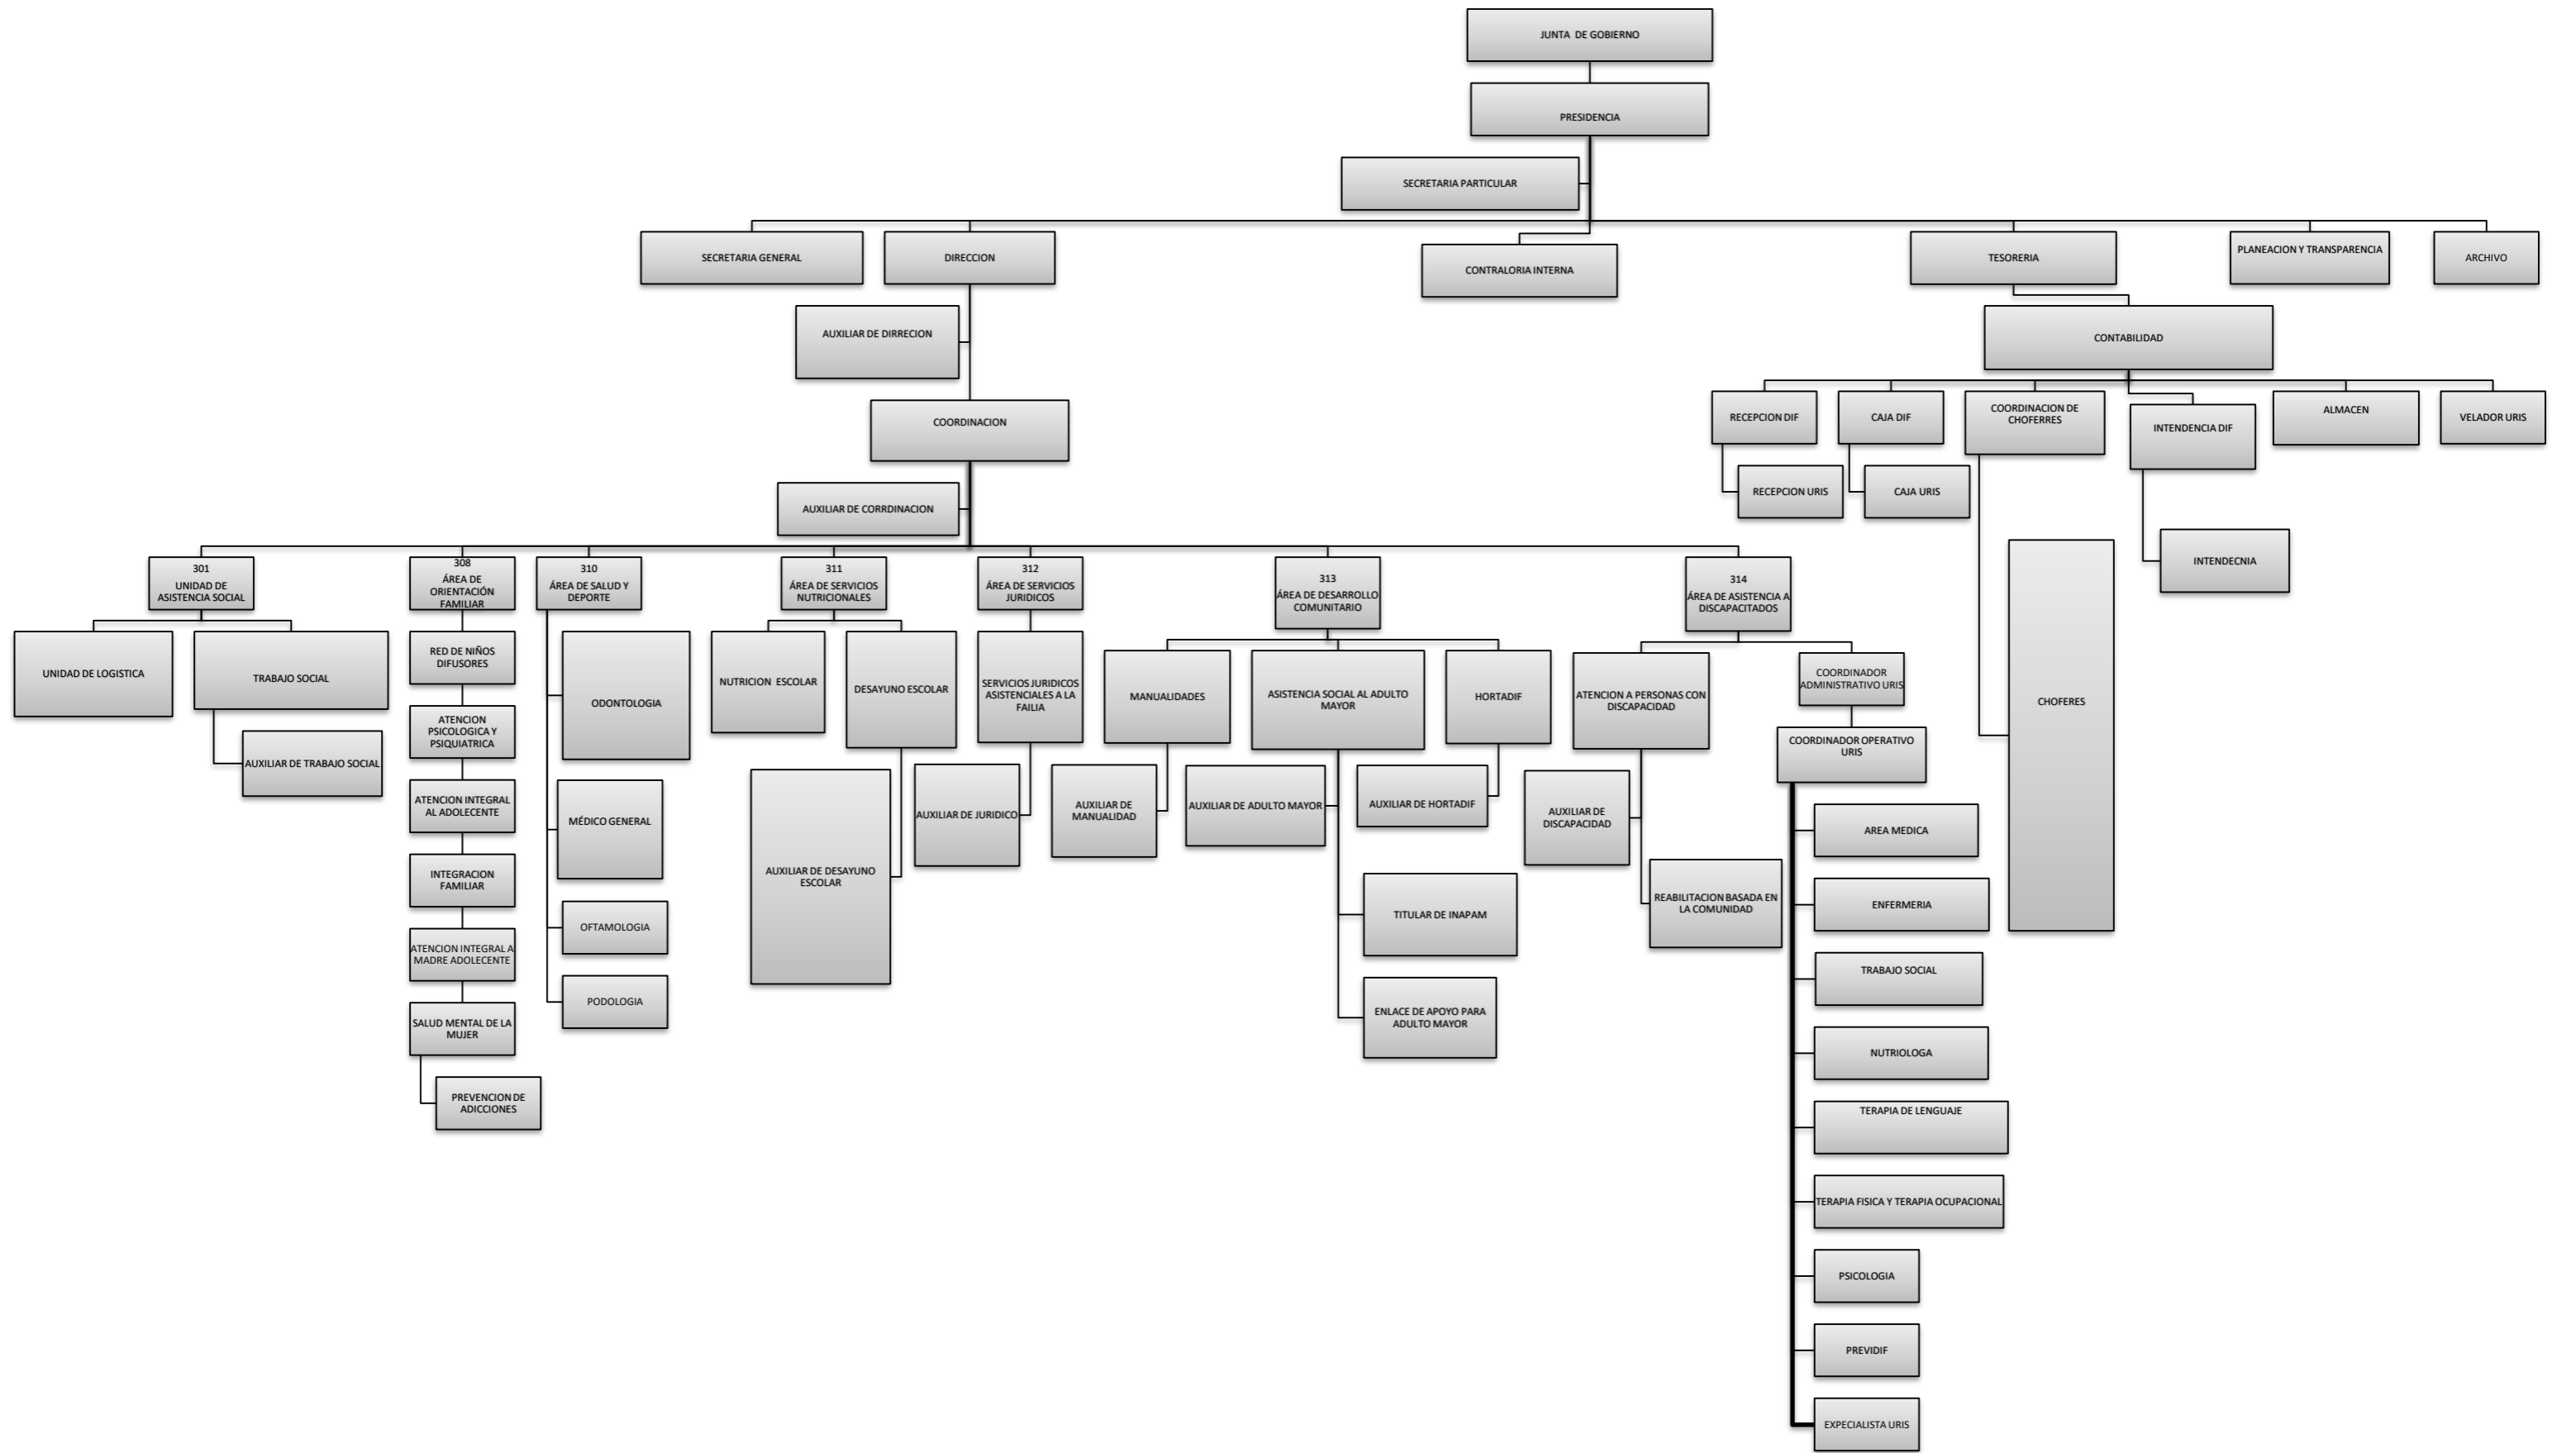 JUNTA DE GOBIERNO
PRESIDENCIA
SECRETARIA PARTICULAR
SECRETARIA GENERAL
DIRECCION
CONTRALORIA INTERNA
TESORERIA
PLANEACION Y TRANSPARENCIA
ARCHIVO
AUXILIAR DE DIRRECION
CONTABILIDAD
COORDINACION
RECEPCION DIF
CAJA DIF
COORDINACION DE
CHOFERRES
INTENDENCIA DIF
ALMACEN
VELADOR URIS
RECEPCION URIS
CAJA URIS
AUXILIAR DE CORRDINACION
INTENDECNIA
CHOFERES
301
UNIDAD DE
ASISTENCIA SOCIAL
308
ÁREA DE
ORIENTACIÓN
FAMILIAR
310
ÁREA DE SALUD Y
DEPORTE
311
ÁREA DE SERVICIOS
NUTRICIONALES
312
ÁREA DE SERVICIOS
JURIDICOS
313
ÁREA DE DESARROLLO
COMUNITARIO
314
ÁREA DE ASISTENCIA A
DISCAPACITADOS
UNIDAD DE LOGISTICA
TRABAJO SOCIAL
AUXILIAR DE TRABAJO SOCIAL
RED DE NIÑOS
DIFUSORES
ATENCION
PSICOLOGICA Y
PSIQUIATRICA
ATENCION INTEGRAL
AL ADOLECENTE
INTEGRACION
FAMILIAR
ATENCION INTEGRAL A
MADRE ADOLECENTE
SALUD MENTAL DE LA
MUJER
PREVENCION DE
ADICCIONES
ODONTOLOGIA
MÉDICO GENERAL
OFTAMOLOGIA
PODOLOGIA
NUTRICION ESCOLAR
DESAYUNO ESCOLAR
AUXILIAR DE DESAYUNO
ESCOLAR
SERVICIOS JURIDICOS
ASISTENCIALES A LA
FAILIA
AUXILIAR DE JURIDICO
MANUALIDADES
ASISTENCIA SOCIAL AL ADULTO
MAYOR
HORTADIF
AUXILIAR DE
MANUALIDAD
AUXILIAR DE ADULTO MAYOR
AUXILIAR DE HORTADIF
TITULAR DE INAPAM
ENLACE DE APOYO PARA
ADULTO MAYOR
ATENCION A PERSONAS CON
DISCAPACIDAD
AUXILIAR DE
DISCAPACIDAD
REABILITACION BASADA EN
LA COMUNIDAD
COORDINADOR
ADMINISTRATIVO URIS
COORDINADOR OPERATIVO
URIS
AREA MEDICA
ENFERMERIA
TRABAJO SOCIAL
NUTRIOLOGA
TERAPIA DE LENGUAJE
TERAPIA FISICA Y TERAPIA OCUPACIONAL
PSICOLOGIA
PREVIDIF
EXPECIALISTA URIS